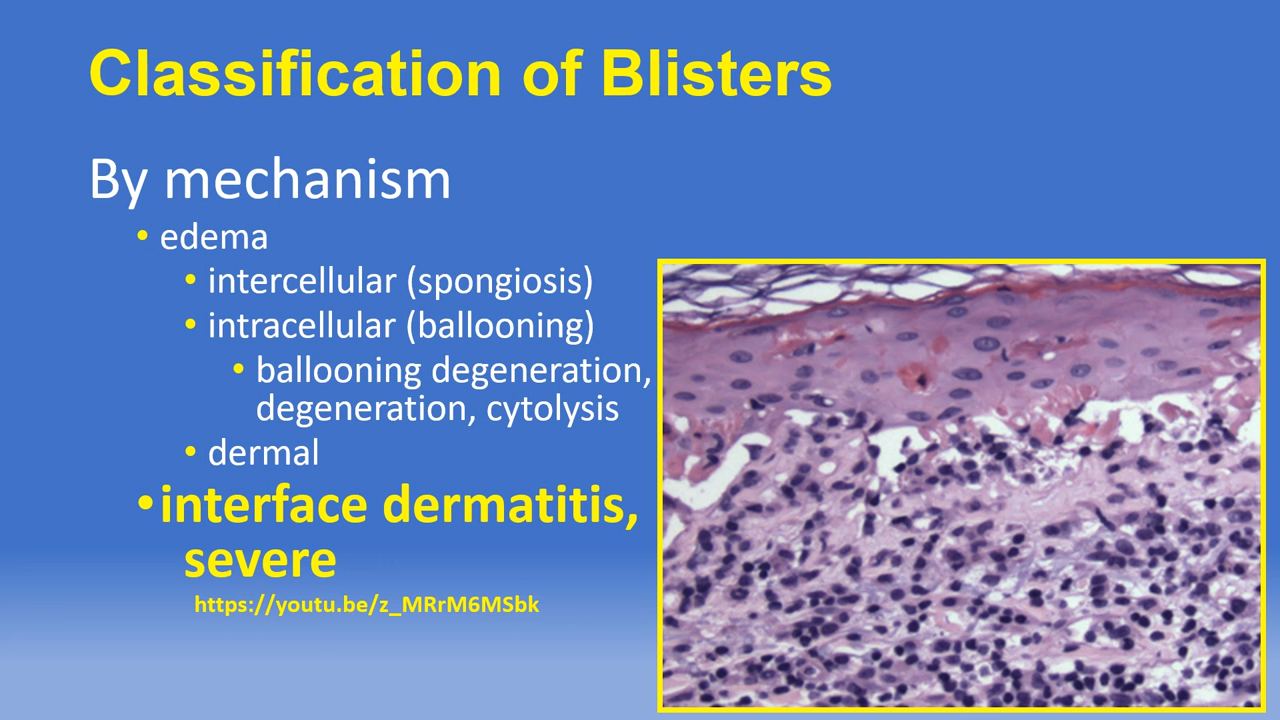 Classification of Blisters
By mechanism
• edema
• intercellular (spongiosis)
• intracellular (ballooning)
• ballooning degeneration,
degeneration, cytolysis
• dermal
•interface dermatitis,
severe
https://youtu.be/z_MRrM6MSbk